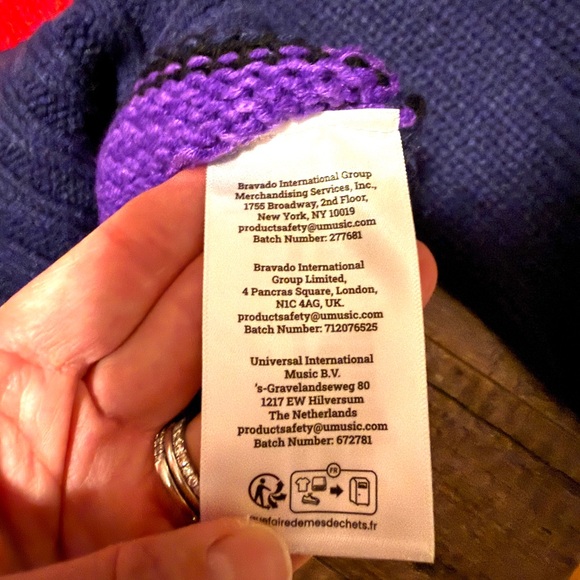 Bravado International Group
Merchandising Services, Inc.,
1755 Broadway, 2nd Floor,
New York, NY 10019
productsafety@umusic.com
Batch Number: 277681
Bravado International
Group Limited,
4 Pancras Square, London,
N1C 4AG, UK.
productsafety@umusic.com
Batch Number: 712076525
Universal International
Music B.V.
's-Gravelandseweg 80
1217 EW Hilversum
The Netherlands
productsafety@umusic.com
Batch Number: 672781
FR
uefairedemesdechets.fr